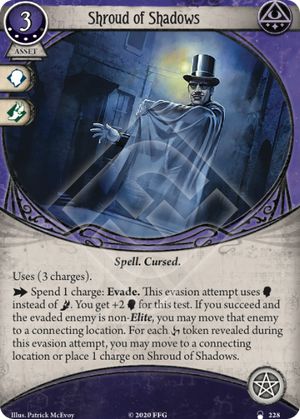 3
Shroud of Shadows
ASSET
Spell. Cursed.
Uses (3 charges).
Spend 1 charge: Evade. This evasion attempt uses
instead of . You get +2 for this test. If you succeed and
the evaded enemy is non-Elite, you may move that enemy
to a connecting location. For each token revealed during
this evasion attempt, you may move to a connecting
location or place 1 charge on Shroud of Shadows.
Illus. Patrick McEvoy © 2020 FFG 228